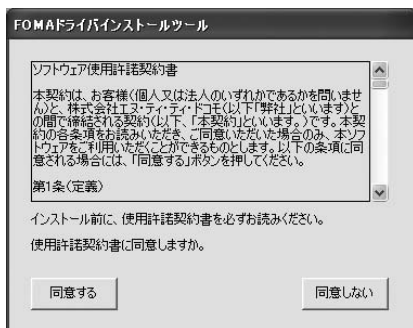 FOMAドライバインストールツール
ソフトウェア使用許諾契約書
本契約は、お客様(個人又は法人のいずれかであるかを問いませ
ん)と、株式会社エヌ・ティ・ティ・ドコモ(以下「弊社」といいます)と
の間で締結される契約(以下、「本契約」といいます。)です。本契
約の各条項をお読みいただき、ご同意いただいた場合のみ、本ソフ
トウェアをご利用いただくことができるものとします。以下の条項に同
意される場合には、「同意する」ボタンを押してください。
第1条(定義)
インストール前に、使用許諾契約書を必ずお読みください。
使用許諾契約書に同意しますか。
同意する
同意しない